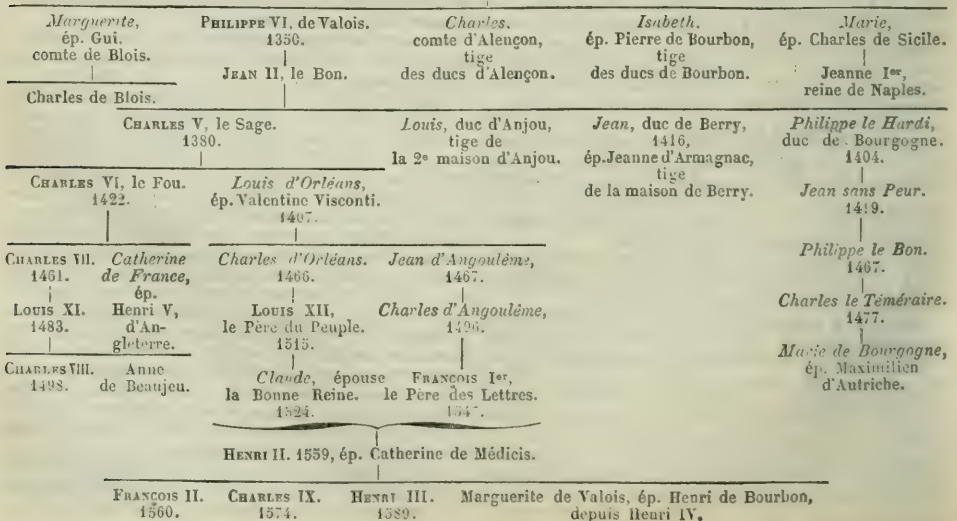 Marguerite, PHILIPPE VI, de Valois. Charles. Isabeth. Marie,
ép. Gui. 1350. comte d'Alençon, ép. Pierre de Bourbon, ép. Charles de Sicile.
comte de Blois. tige tige
JEAN II, le Bon. des ducs d'Alençon. des ducs de Bourbon. Jeanne Ier,
Charles de Blois. reine de Naples.
CHARLES V, le Sage. Louis, duc d'Anjou, Jean, duc de Berry, Philippe le Hardi,
1380. tige de 1416, duc de Bourgogne.
la 2e maison d'Anjou. ép. Jeanne d'Armagnac, 1404.
tige
CHARLES VI, le Fou. Louis d'Orléans, de la maison de Berry. Jean sans Peur.
1422. ép. Valentine Visconti. 1419.
1407.
CHARLES VII. Catherine Charles d'Orléans. Jean d'Angoulême, Philippe le Bon.
1461. de France, 1466. 1467. 1467.
ép.
LOUIS XI. Henri V, LOUIS XII, Charles d'Angoulême, Charles le Téméraire.
1483. d'An- le Père du Peuple. 1496. 1477.
gleterre. 1515.
CHARLES VIII. Anne Marie de Bourgogne,
1498. de Beaujeu. Claude, épouse FRANÇOIS Ier, ép. Maximilien
la Bonne Reine. le Père des Lettres. d'Autriche.
1524. 1547.
HENRI II. 1559, ép. Catherine de Médicis.
FRANÇOIS II. CHARLES IX. HENRI III. Marguerite de Valois, ép. Henri de Bourbon,
1560. 1574. 1589. depuis Henri IV.